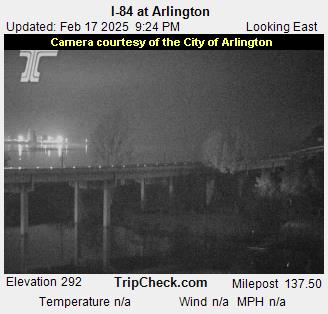 I-84 at Arlington
Updated: Feb 17 2025 9:24 PM Looking East
Camera courtesy of the City of Arlington
Elevation 292 TripCheck.com Milepost 137.50
Temperature n/a Wind n/a MPH n/a